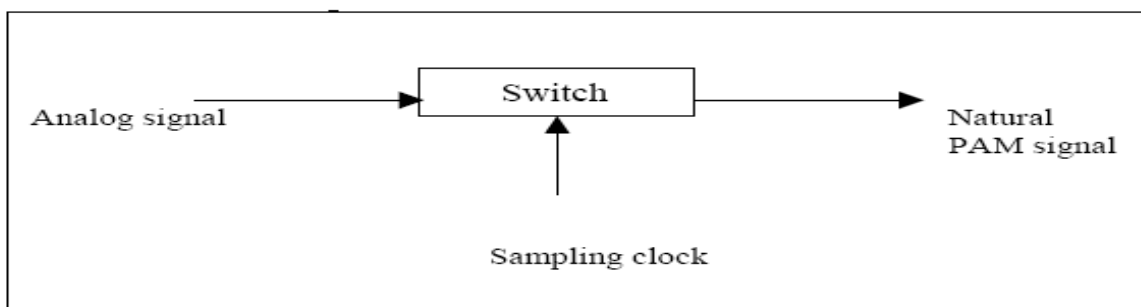 Switch
Analog signal
Natural
PAM signal
Sampling clock